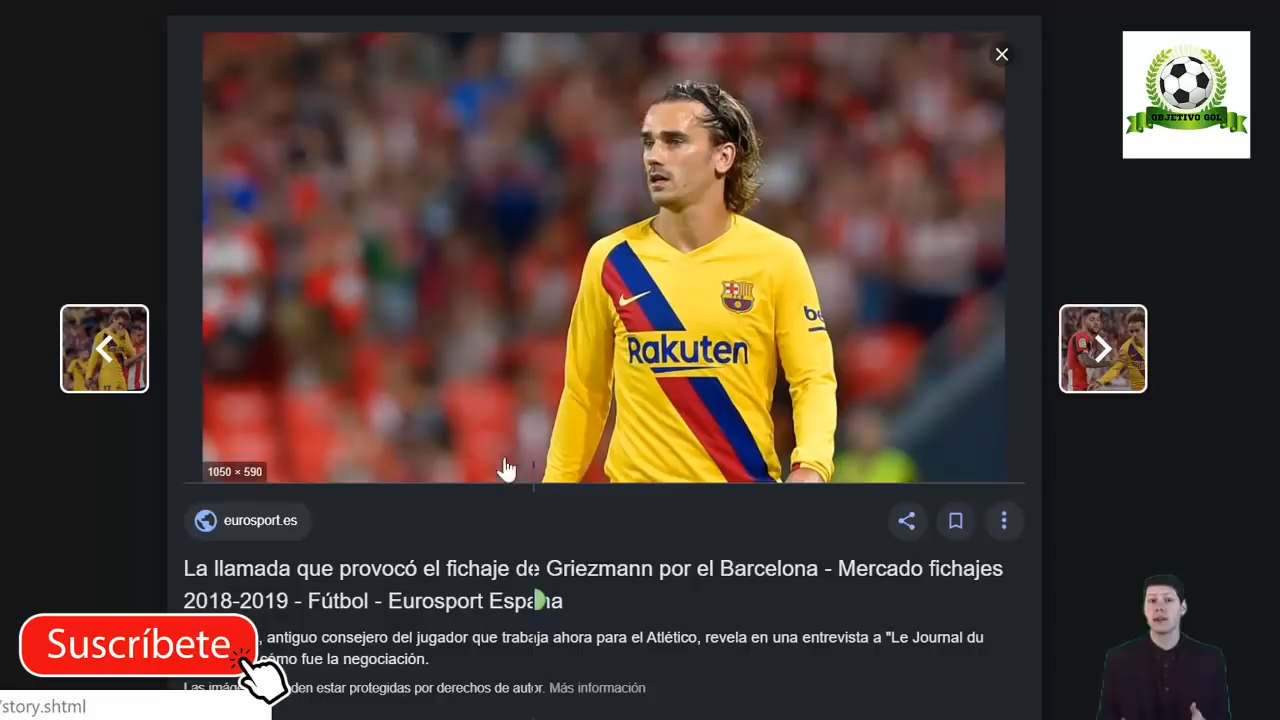 OBJETIVO GOL
be
Rakuten
1050 × 590
eurosport.es
La llamada que provocó el fichaje de Griezmann por el Barcelona - Mercado fichajes
2018-2019 - Fútbol - Eurosport España
, antiguo consejero del jugador que trabaja ahora para el Atlético, revela en una entrevista a "Le Journal du
Suscríbete
cómo fue la negociación.
den estar protegidas por derechos de autor. Más información
/story.shtml